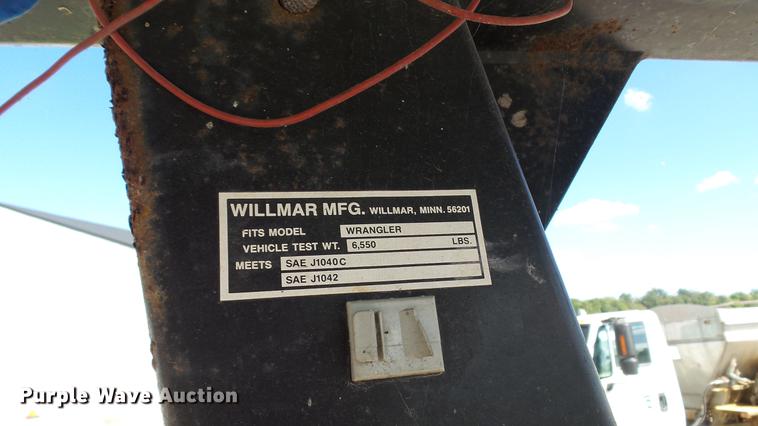 WILLMAR MFG. WILLMAR, MINN. 56201
FITS MODEL WRANGLER
VEHICLE TEST WT. 6,550 LBS.
MEETS SAE J1040C
SAE J1042
Purple Wave Auction